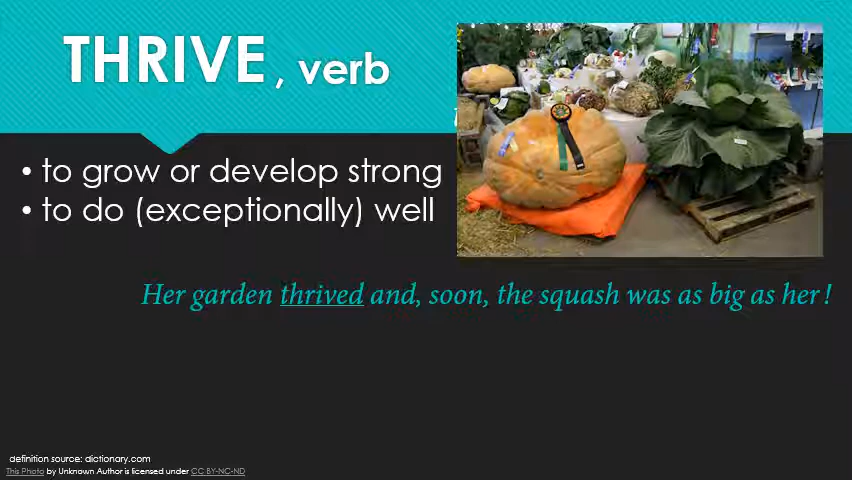 THRIVE , verb
• to grow or develop strong
• to do (exceptionally) well
Her garden thrived and, soon, the squash was as big as her!
definition source: dictionary.com
This Photo by Unknown Author is licensed under CC BY-NC-ND